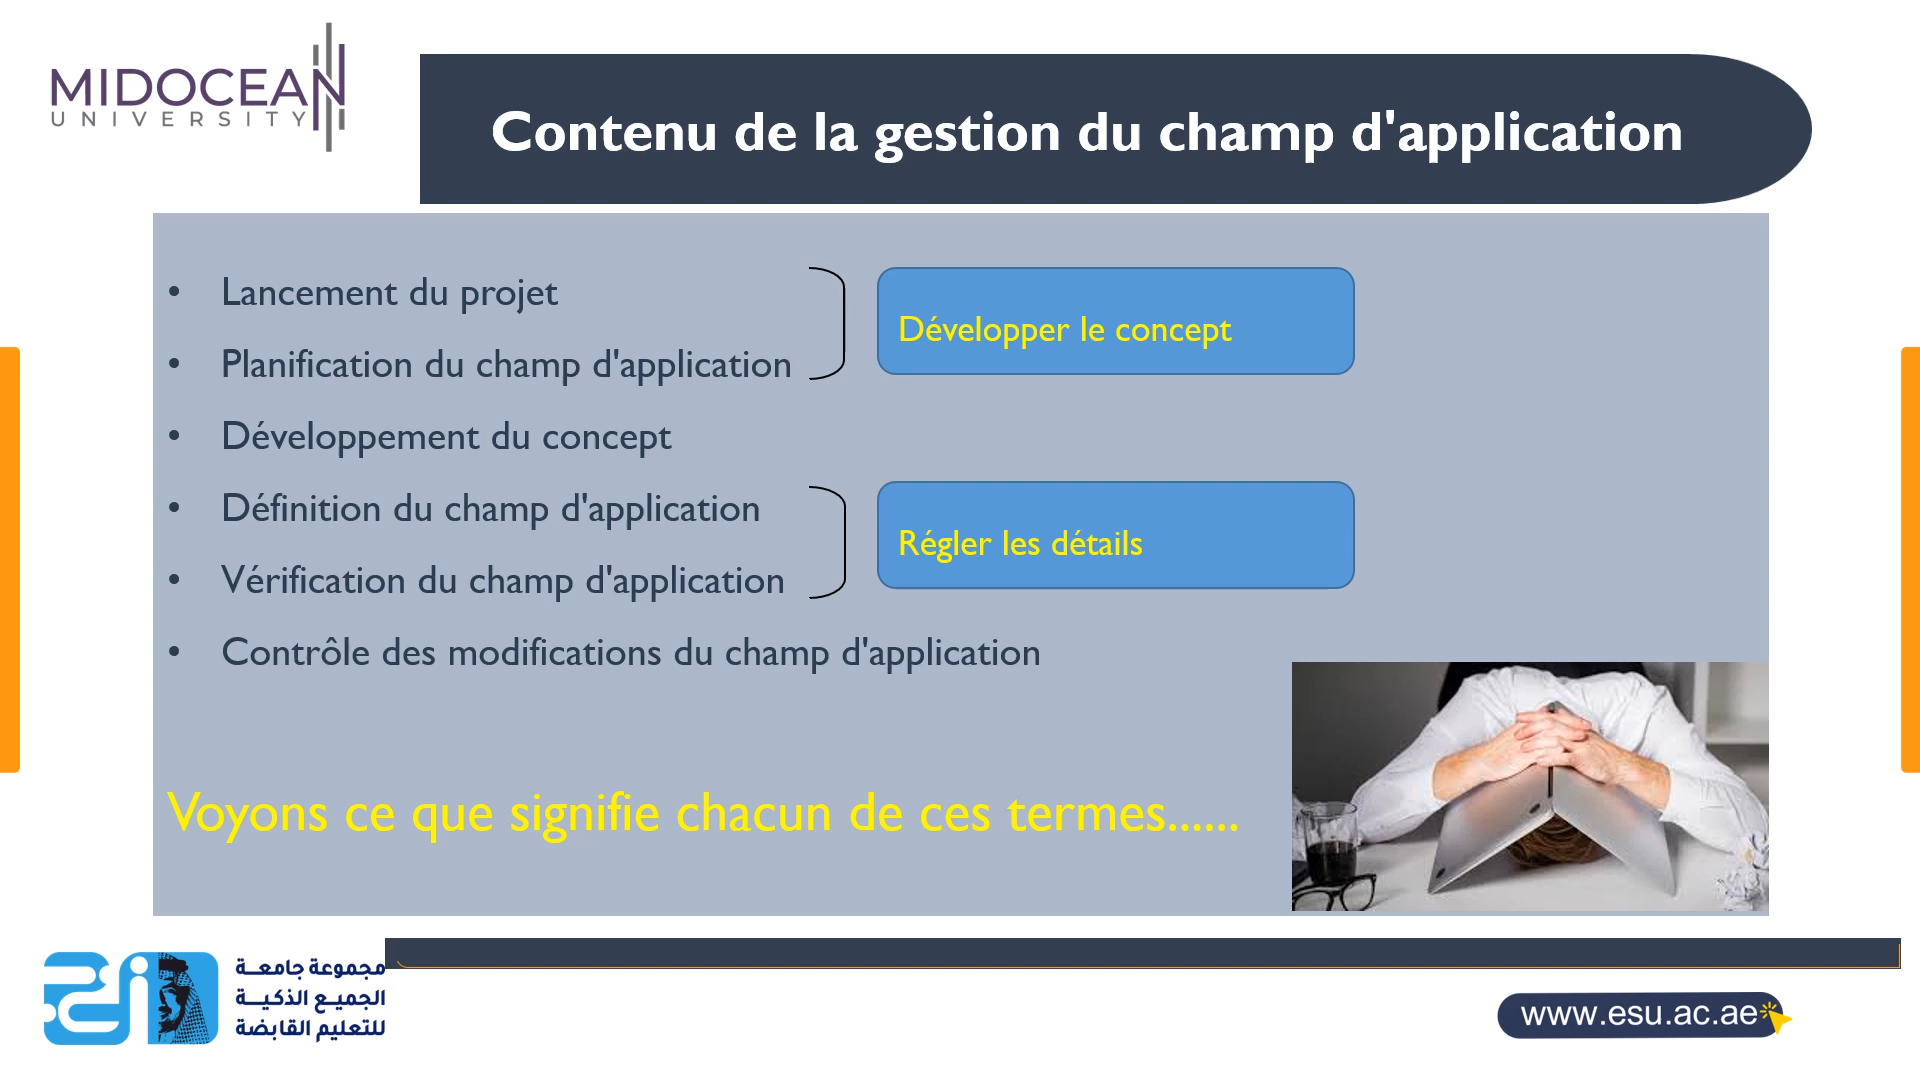 MIDOCEAN
UNIVERSITY
Contenu de la gestion du champ d'application
• Lancement du projet
• Planification du champ d'application
Développer le concept
• Développement du concept
• Définition du champ d'application
• Vérification du champ d'application
Régler les détails
• Contrôle des modifications du champ d'application
Voyons ce que signifie chacun de ces termes......
مجموعة جامعة
الجميع الذكية
للتعليم القابضة
www.esu.ac.ae